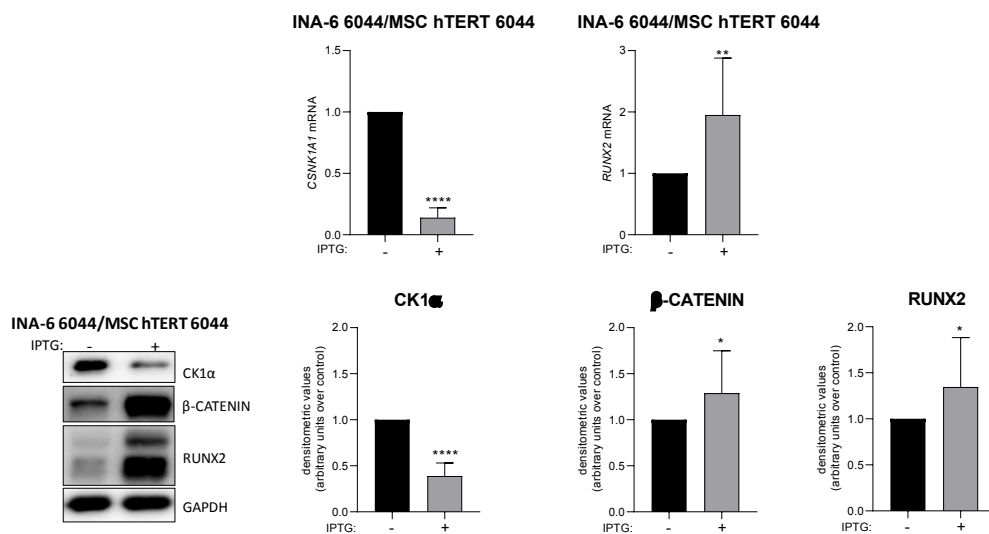 INA-6 6044/MSC hTERT 6044
CSNK1A1 mRNA
1.5
1.0
0.5
0.0
****
IPTG: - +
INA-6 6044/MSC hTERT 6044
RUNX2 mRNA
3
2
1
0
**
IPTG: - +
INA-6 6044/MSC hTERT 6044
IPTG: - +
CK1α
β-CATENIN
RUNX2
GAPDH
CK1α
densitometric values
(arbitrary units over control)
2.0
1.5
1.0
0.5
0.0
****
IPTG: - +
β-CATENIN
densitometric values
(arbitrary units over control)
2.0
1.5
1.0
0.5
0.0
*
IPTG: - +
RUNX2
densitometric values
(arbitrary units over control)
2.0
1.5
1.0
0.5
0.0
*
IPTG: - +